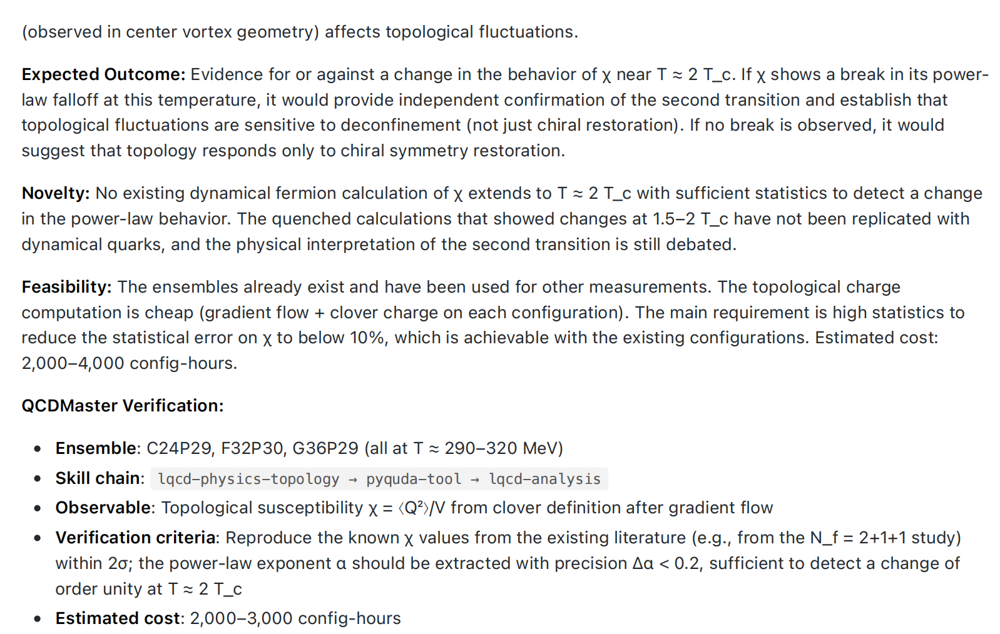 (observed in center vortex geometry) affects topological fluctuations.
Expected Outcome: Evidence for or against a change in the behavior of χ near T ≈ 2 T_c. If χ shows a break in its power-
law falloff at this temperature, it would provide independent confirmation of the second transition and establish that
topological fluctuations are sensitive to deconfinement (not just chiral restoration). If no break is observed, it would
suggest that topology responds only to chiral symmetry restoration.
Novelty: No existing dynamical fermion calculation of χ extends to T ≈ 2 T_c with sufficient statistics to detect a change
in the power-law behavior. The quenched calculations that showed changes at 1.5–2 T_c have not been replicated with
dynamical quarks, and the physical interpretation of the second transition is still debated.
Feasibility: The ensembles already exist and have been used for other measurements. The topological charge
computation is cheap (gradient flow + clover charge on each configuration). The main requirement is high statistics to
reduce the statistical error on χ to below 10%, which is achievable with the existing configurations. Estimated cost:
2,000–4,000 config-hours.
QCDMaster Verification:
• Ensemble: C24P29, F32P30, G36P29 (all at T ≈ 290–320 MeV)
• Skill chain: lqcd-physics-topology → pyquda-tool → lqcd-analysis
• Observable: Topological susceptibility χ = ⟨Q²⟩/V from clover definition after gradient flow
• Verification criteria: Reproduce the known χ values from the existing literature (e.g., from the N_f = 2+1+1 study)
within 2σ; the power-law exponent α should be extracted with precision Δα < 0.2, sufficient to detect a change of
order unity at T ≈ 2 T_c
• Estimated cost: 2,000–3,000 config-hours